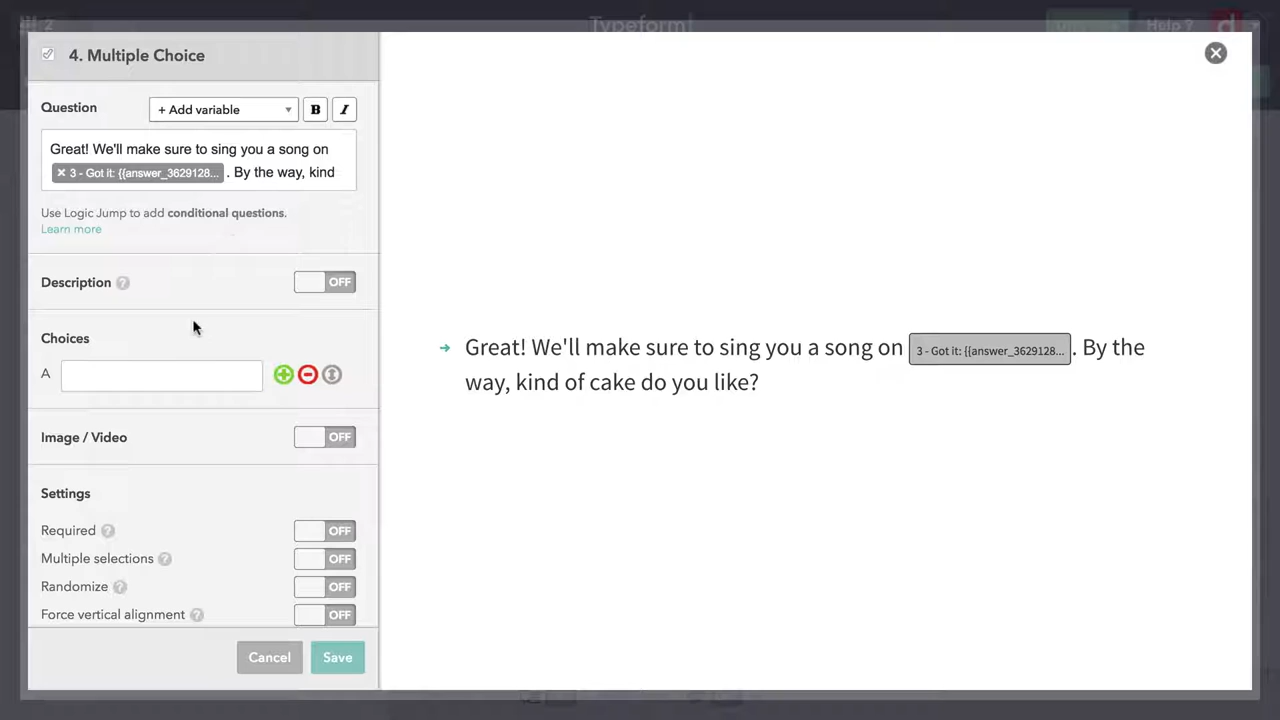 2
Typeform
Help ?
4. Multiple Choice
Question
+ Add variable
B
I
Great! We'll make sure to sing you a song on
3 - Got it: {{answer_3629128... . By the way, kind
Use Logic Jump to add conditional questions.
Learn more
Description ?
OFF
Choices
A
Image / Video
OFF
Settings
Required ?
OFF
Multiple selections ?
OFF
Randomize ?
OFF
Force vertical alignment ?
OFF
Cancel
Save
Great! We'll make sure to sing you a song on 3 - Got it: {{answer_3629128... . By the
way, kind of cake do you like?